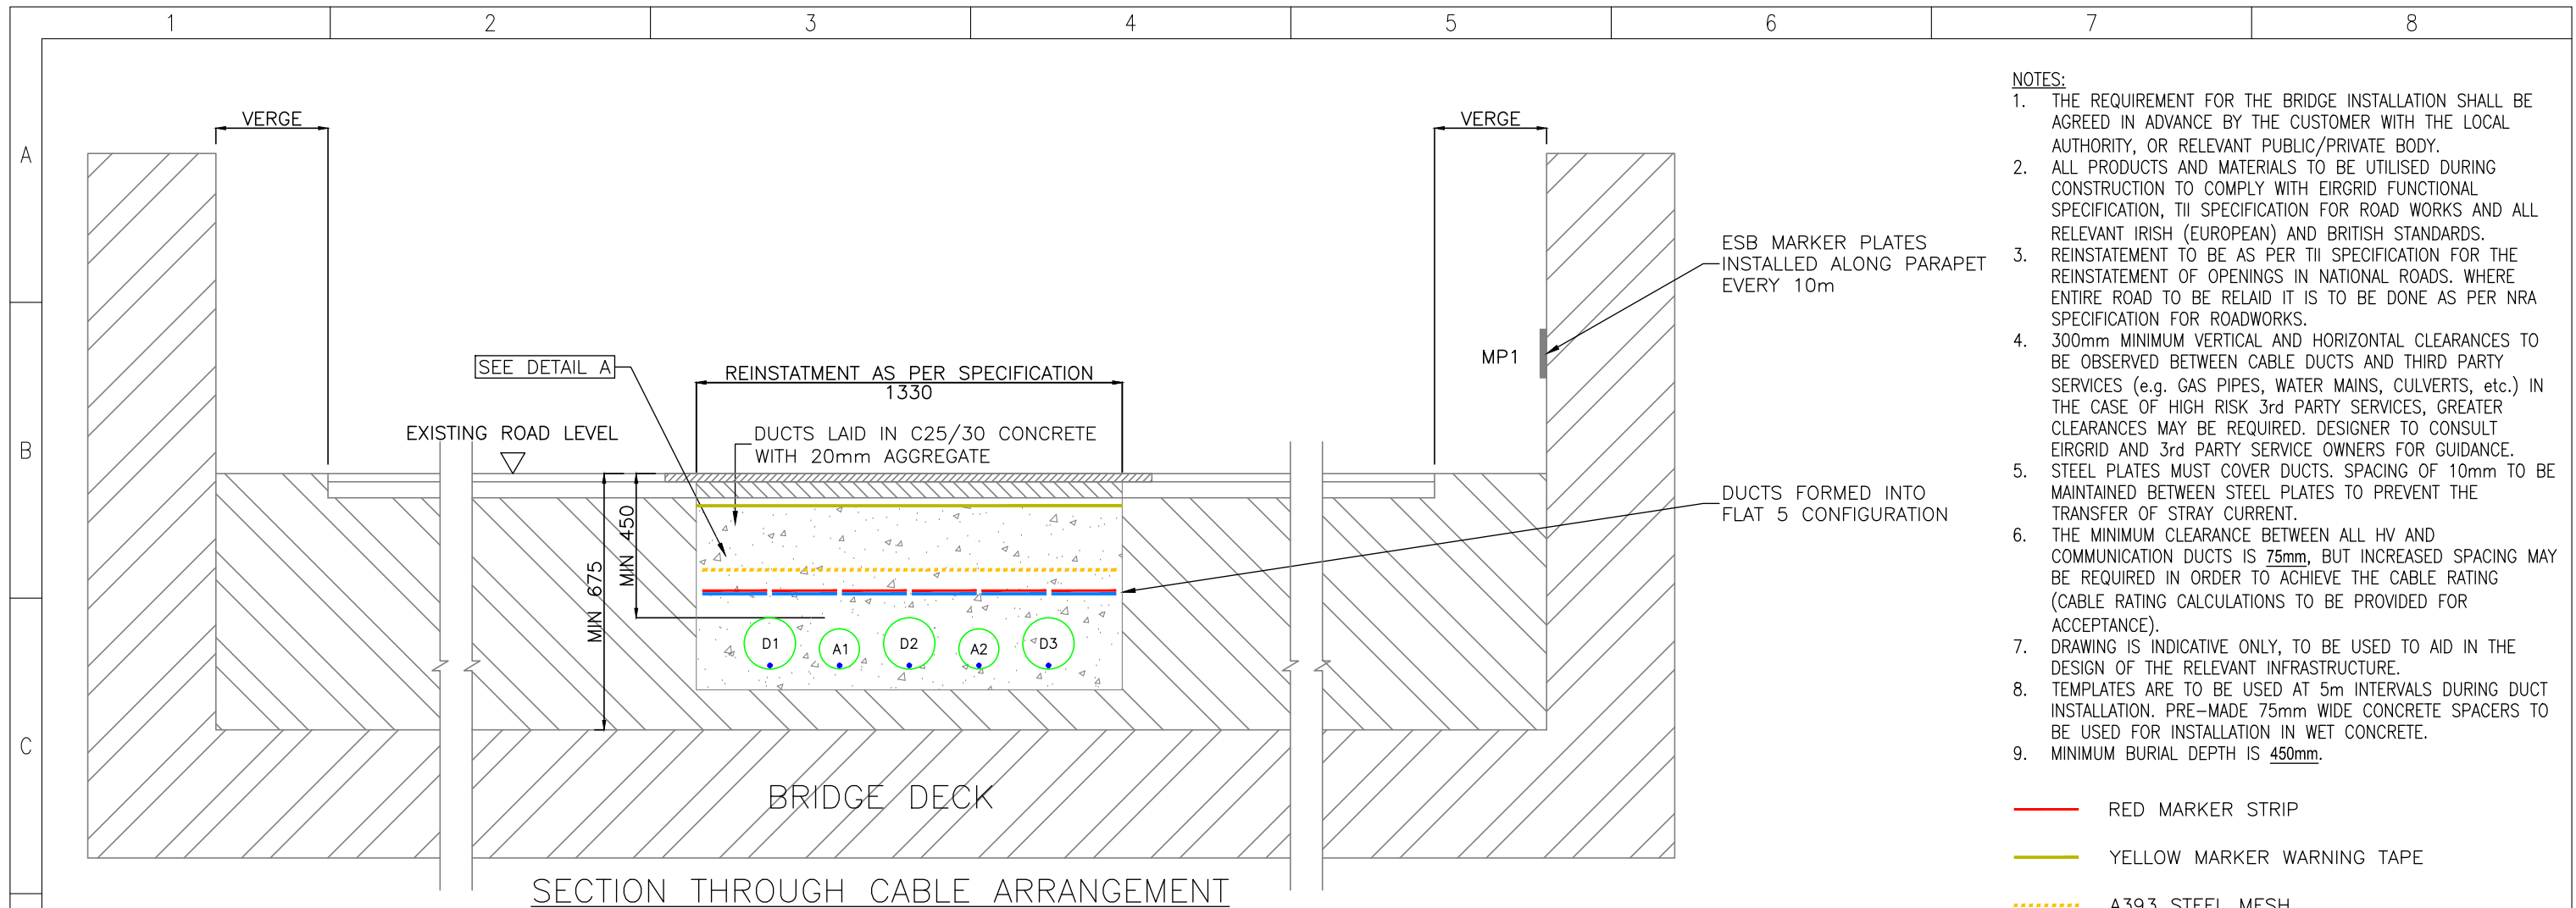 1 2 3 4 5 6 7 8
A
B
C
VERGE
VERGE
SEE DETAIL A
REINSTATMENT AS PER SPECIFICATION
1330
EXISTING ROAD LEVEL
DUCTS LAID IN C25/30 CONCRETE
WITH 20mm AGGREGATE
MIN 675
MIN 450
D1 A1 D2 A2 D3
MP1
ESB MARKER PLATES
INSTALLED ALONG PARAPET
EVERY 10m
DUCTS FORMED INTO
FLAT 5 CONFIGURATION
BRIDGE DECK
SECTION THROUGH CABLE ARRANGEMENT
NOTES:
1. THE REQUIREMENT FOR THE BRIDGE INSTALLATION SHALL BE
AGREED IN ADVANCE BY THE CUSTOMER WITH THE LOCAL
AUTHORITY, OR RELEVANT PUBLIC/PRIVATE BODY.
2. ALL PRODUCTS AND MATERIALS TO BE UTILISED DURING
CONSTRUCTION TO COMPLY WITH EIRGRID FUNCTIONAL
SPECIFICATION, TII SPECIFICATION FOR ROAD WORKS AND ALL
RELEVANT IRISH (EUROPEAN) AND BRITISH STANDARDS.
3. REINSTATEMENT TO BE AS PER TII SPECIFICATION FOR THE
REINSTATEMENT OF OPENINGS IN NATIONAL ROADS. WHERE
ENTIRE ROAD TO BE RELAID IT IS TO BE DONE AS PER NRA
SPECIFICATION FOR ROADWORKS.
4. 300mm MINIMUM VERTICAL AND HORIZONTAL CLEARANCES TO
BE OBSERVED BETWEEN CABLE DUCTS AND THIRD PARTY
SERVICES (e.g. GAS PIPES, WATER MAINS, CULVERTS, etc.) IN
THE CASE OF HIGH RISK 3rd PARTY SERVICES, GREATER
CLEARANCES MAY BE REQUIRED. DESIGNER TO CONSULT
EIRGRID AND 3rd PARTY SERVICE OWNERS FOR GUIDANCE.
5. STEEL PLATES MUST COVER DUCTS. SPACING OF 10mm TO BE
MAINTAINED BETWEEN STEEL PLATES TO PREVENT THE
TRANSFER OF STRAY CURRENT.
6. THE MINIMUM CLEARANCE BETWEEN ALL HV AND
COMMUNICATION DUCTS IS 75mm, BUT INCREASED SPACING MAY
BE REQUIRED IN ORDER TO ACHIEVE THE CABLE RATING
(CABLE RATING CALCULATIONS TO BE PROVIDED FOR
ACCEPTANCE).
7. DRAWING IS INDICATIVE ONLY, TO BE USED TO AID IN THE
DESIGN OF THE RELEVANT INFRASTRUCTURE.
8. TEMPLATES ARE TO BE USED AT 5m INTERVALS DURING DUCT
INSTALLATION. PRE-MADE 75mm WIDE CONCRETE SPACERS TO
BE USED FOR INSTALLATION IN WET CONCRETE.
9. MINIMUM BURIAL DEPTH IS 450mm.
RED MARKER STRIP
YELLOW MARKER WARNING TAPE
A393 STEEL MESH